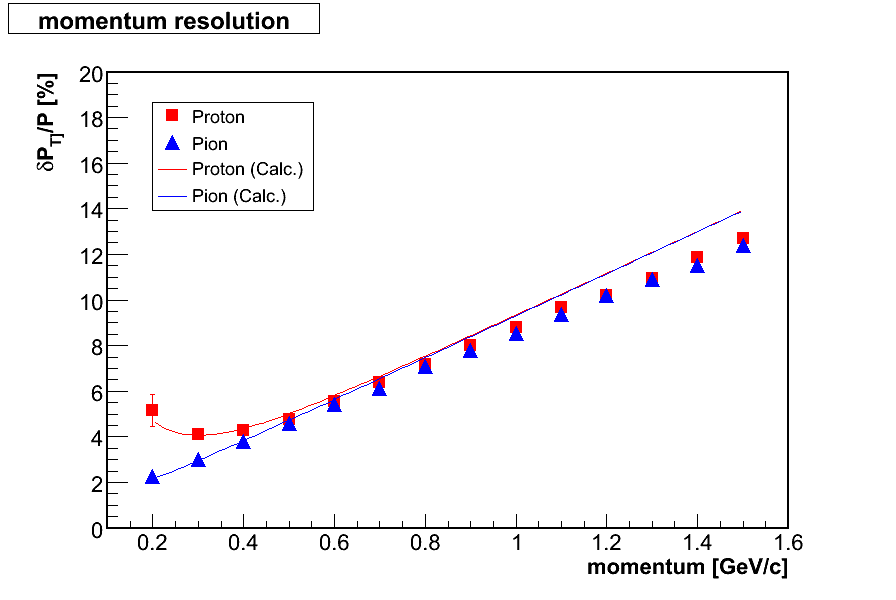 momentum resolution
δP_T]/P [%]
20
18
16
14
12
10
8
6
4
2
0
Proton
Pion
Proton (Calc.)
Pion (Calc.)
0.2 0.4 0.6 0.8 1 1.2 1.4 1.6
momentum [GeV/c]